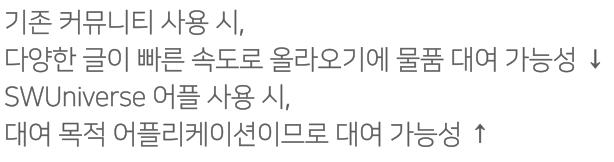 기존 커뮤니티 사용 시,
다양한 글이 빠른 속도로 올라오기에 물품 대여 가능성 ↓
SWUniverse 어플 사용 시,
대여 목적 어플리케이션이므로 대여 가능성 ↑